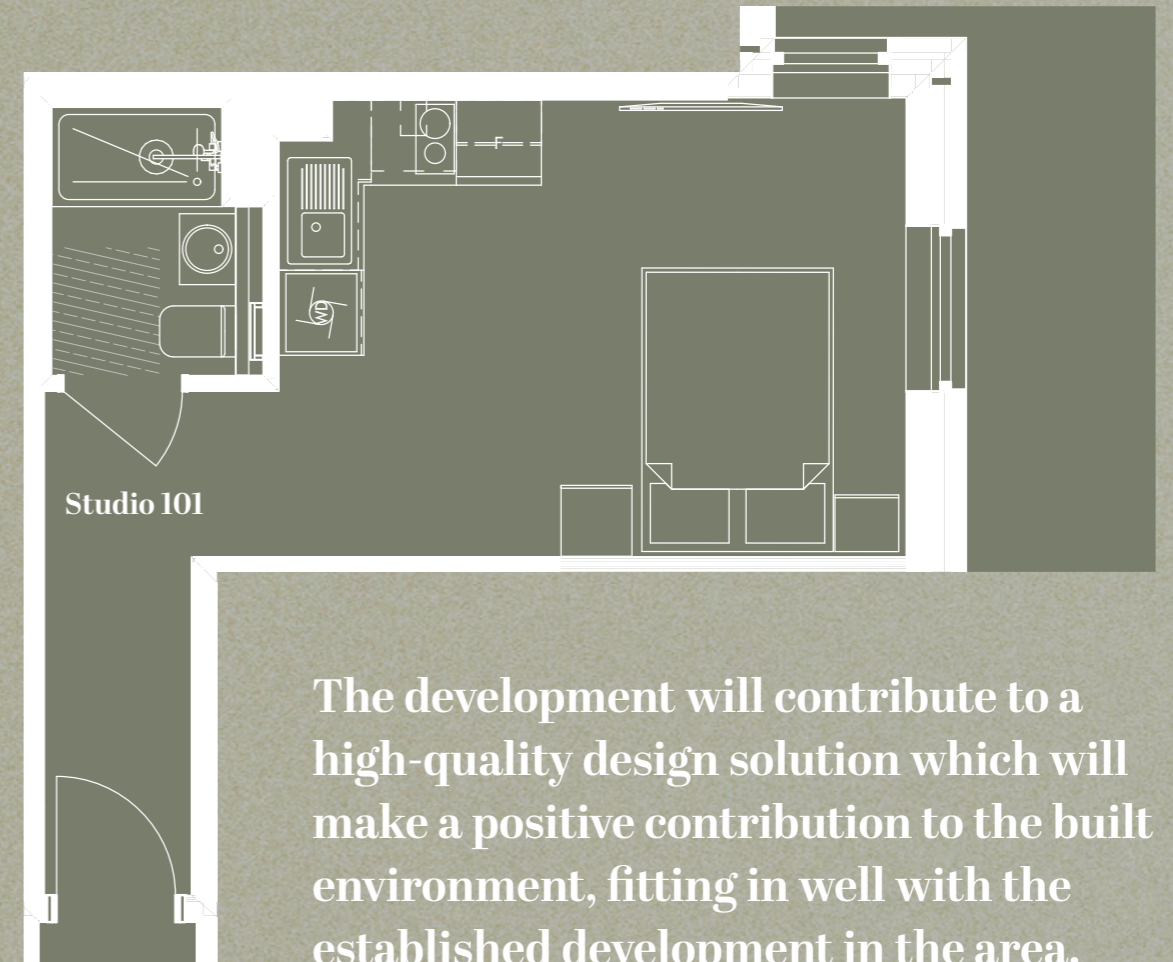 F
WD
Studio 101
The development will contribute to a
high-quality design solution which will
make a positive contribution to the built
environment, fitting in well with the
established development in the area.